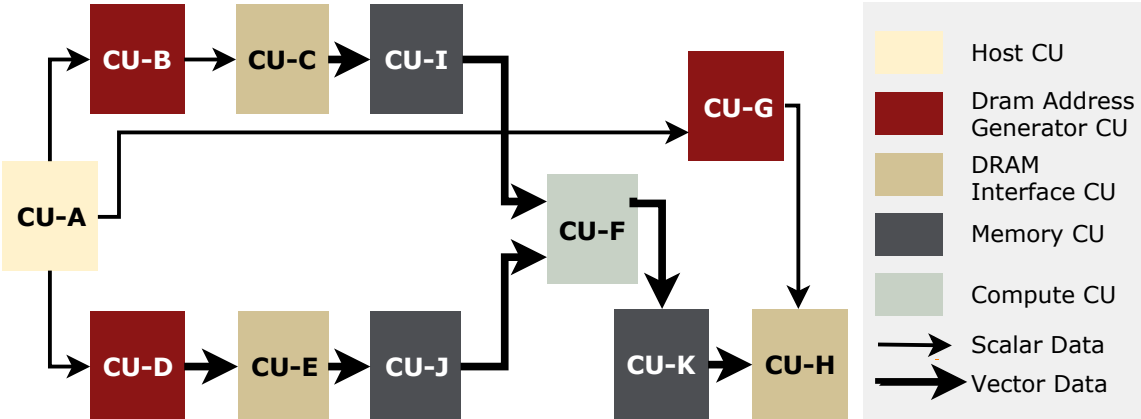 CU-B
CU-C
CU-I
CU-G
CU-A
CU-F
CU-D
CU-E
CU-J
CU-K
CU-H
Host CU
Dram Address
Generator CU
DRAM
Interface CU
Memory CU
Compute CU
Scalar Data
Vector Data